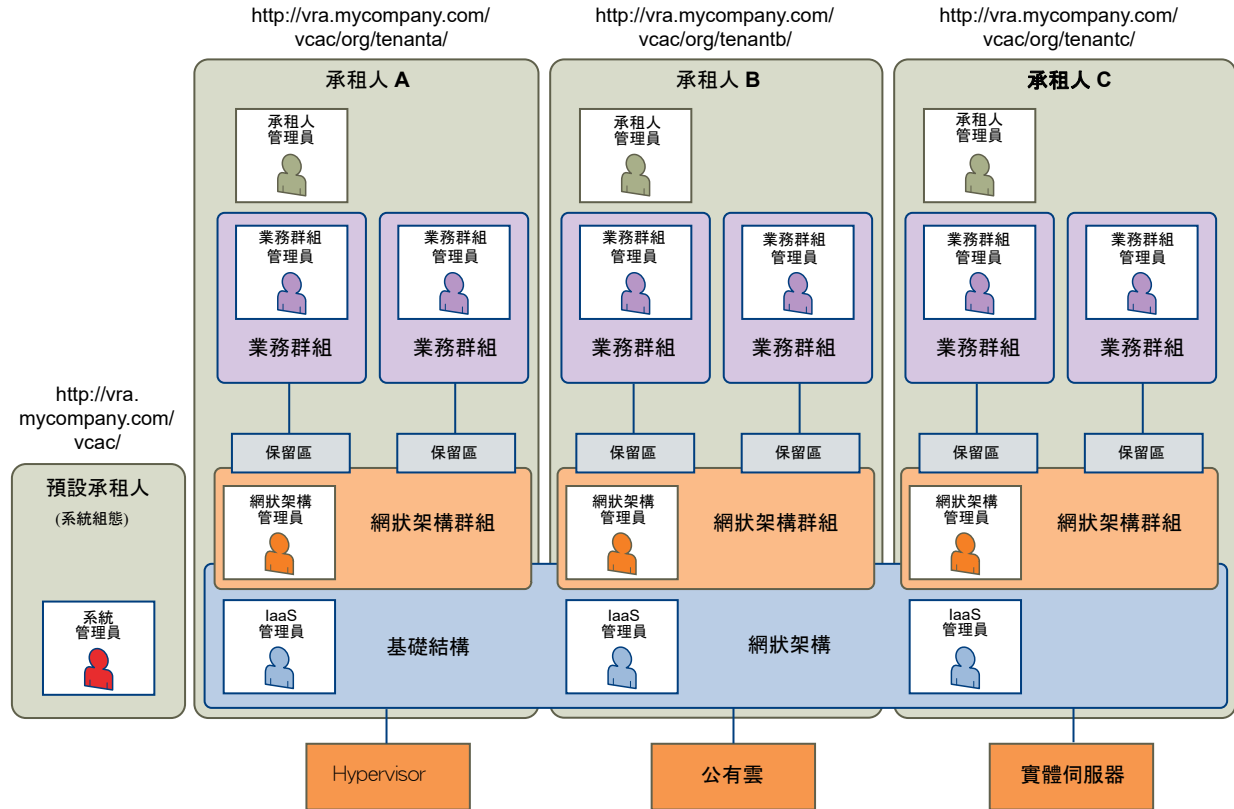 http://vra.mycompany.com/
vcac/org/tenanta/
http://vra.mycompany.com/
vcac/org/tenantb/
http://vra.mycompany.com/
vcac/org/tenantc/
承租人 A
承租人 B
承租人 C
承租人
管理員
承租人
管理員
承租人
管理員
業務群組
管理員
業務群組
管理員
業務群組
管理員
業務群組
管理員
業務群組
管理員
業務群組
管理員
業務群組
業務群組
業務群組
業務群組
業務群組
業務群組
http://vra.
mycompany.com/
vcac/
保留區
保留區
保留區
保留區
保留區
保留區
預設承租人
(系統組態)
網狀架構
管理員
網狀架構群組
網狀架構
管理員
網狀架構群組
網狀架構
管理員
網狀架構群組
系統
管理員
IaaS
管理員
基礎結構
IaaS
管理員
網狀架構
IaaS
管理員
Hypervisor
公有雲
實體伺服器